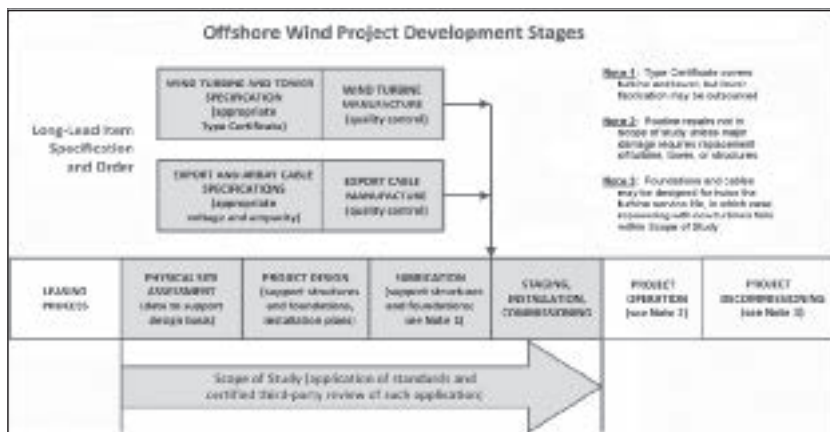 Offshore Wind Project Development Stages
WIND TURBINE AND TOWER
SPECIFICATION
(appropriate
Type Certificate)
WIND TURBINE
MANUFACTURE
(quality control)
Long-Lead Item
Specification
and Order
EXPORT AND ARRAY CABLE
SPECIFICATIONS
(appropriate
voltage and ampacity)
EXPORT CABLE
MANUFACTURE
(quality control)
Note 1: Type Certificate covers
turbine and tower, but tower
fabrication may be outsourced
Note 2: Routine repairs not in
Scope of study unless major
damage requires replacement
of turbine, tower, or structures
Note 3: Foundations and cables
may be designed for twice the
turbine service life, in which case
repowering with new turbines falls
within Scope of Study
LEASING
PROCESS
PHYSICAL SITE
ASSESSMENT
(data to support
design basis)
PROJECT DESIGN
(support structures
and foundations,
installation plans)
FABRICATION
(support structures
and foundations;
see Note 1)
STAGING,
INSTALLATION,
COMMISSIONING
PROJECT
OPERATION
(see Note 2)
PROJECT
DECOMMISSIONING
(see Note 3)
Scope of Study (application of standards and
certified third-party review of such application)